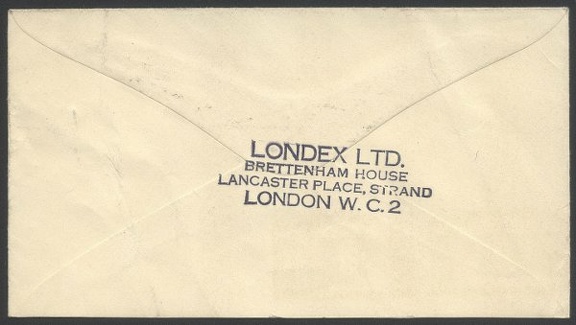 LONDEX LTD.
BRETTENHAM HOUSE
LANCASTER PLACE, STRAND
LONDON W. C. 2